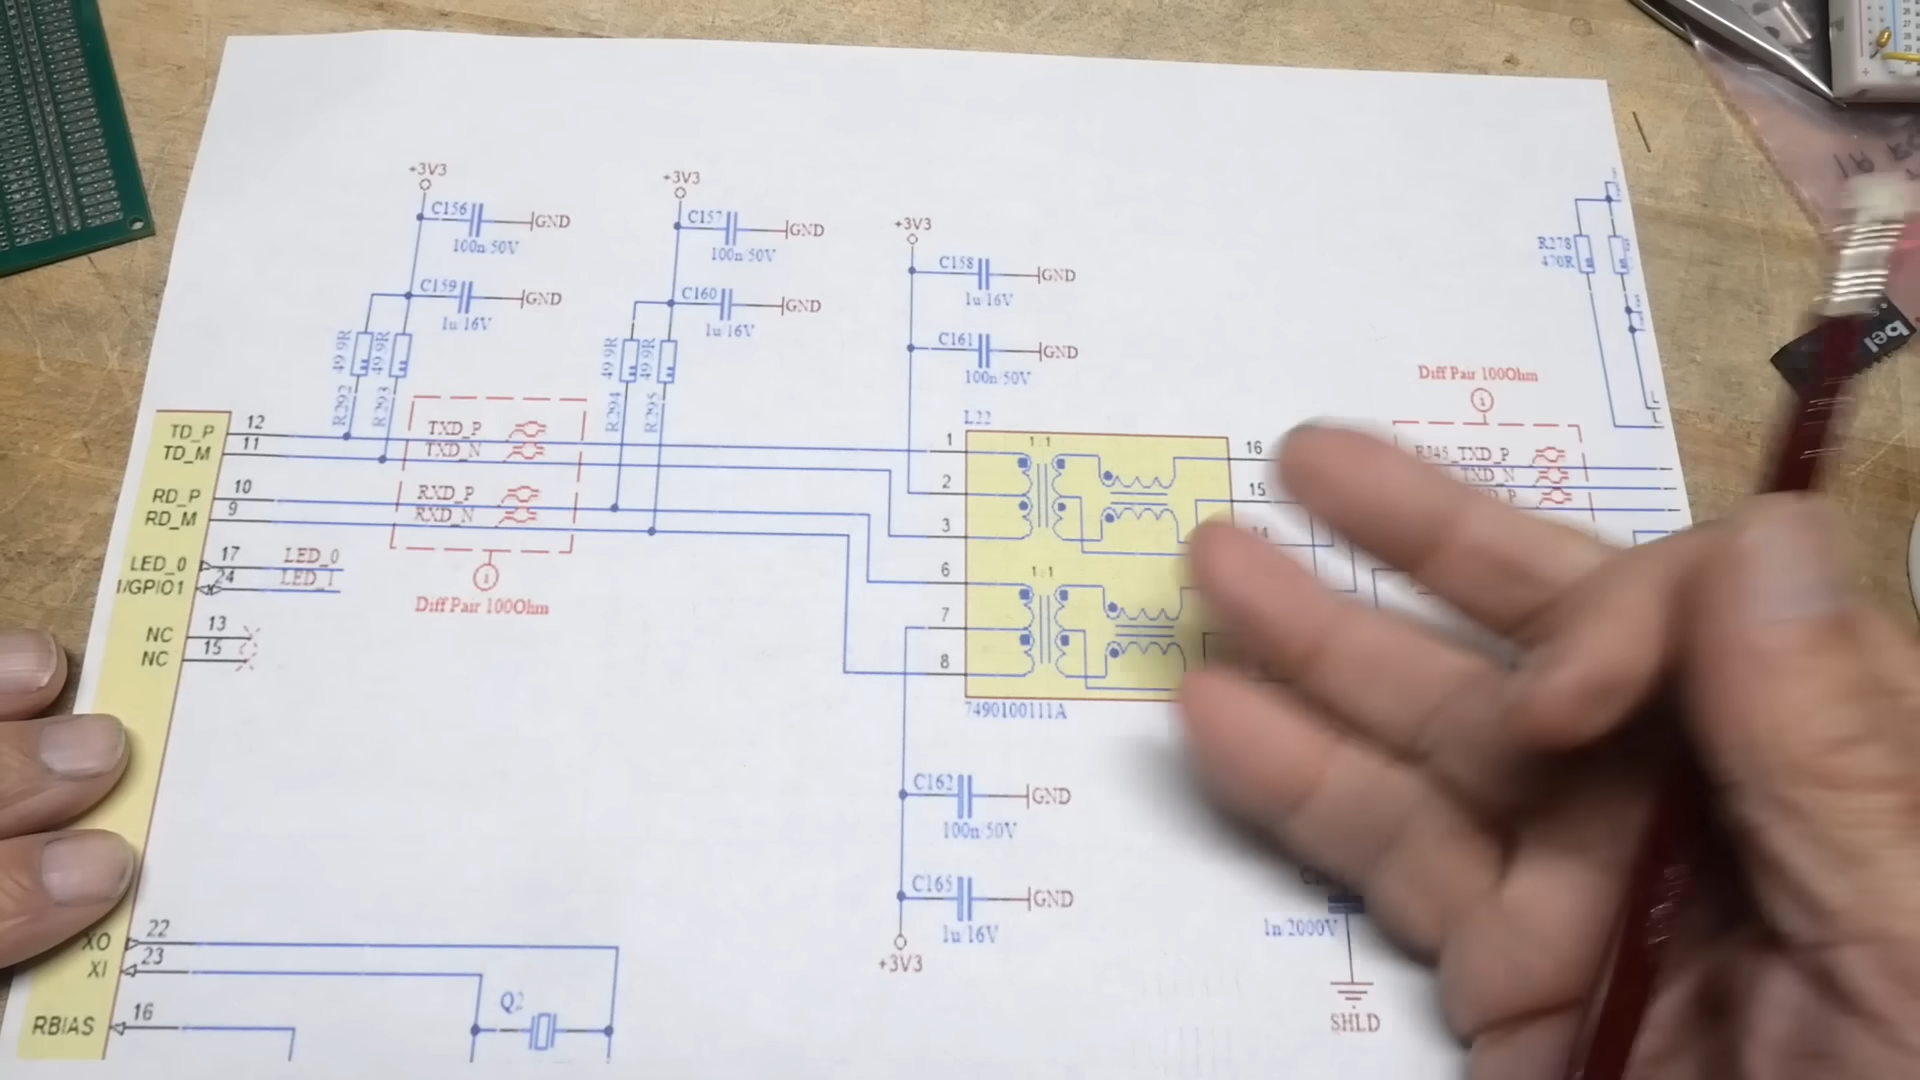 +3V3
C156
GND
100n/50V
C159
GND
1u/16V
49.9R
49.9R
R292
R293
+3V3
C157
GND
100n/50V
C160
GND
1u/16V
49.9R
49.9R
R294
R295
+3V3
C158
GND
1u/16V
C161
GND
100n/50V
R278
470R
bel
TD_P
12
TD_M
11
RD_P
10
RD_M
9
LED_0
17
LED_0
I/GPIO1
24
LED_1
NC
13
NC
15
TXD_P
TXD_N
RXD_P
RXD_N
Diff Pair 100Ohm
L22
1:1
1
2
3
1:1
6
7
8
16
15
14
7490100111A
Diff Pair 100Ohm
RJ45_TXD_P
TXD_N
C162
GND
100n/50V
C165
GND
1u/16V
+3V3
1n/2000V
SHLD
XO
22
XI
23
Q2
RBIAS
16